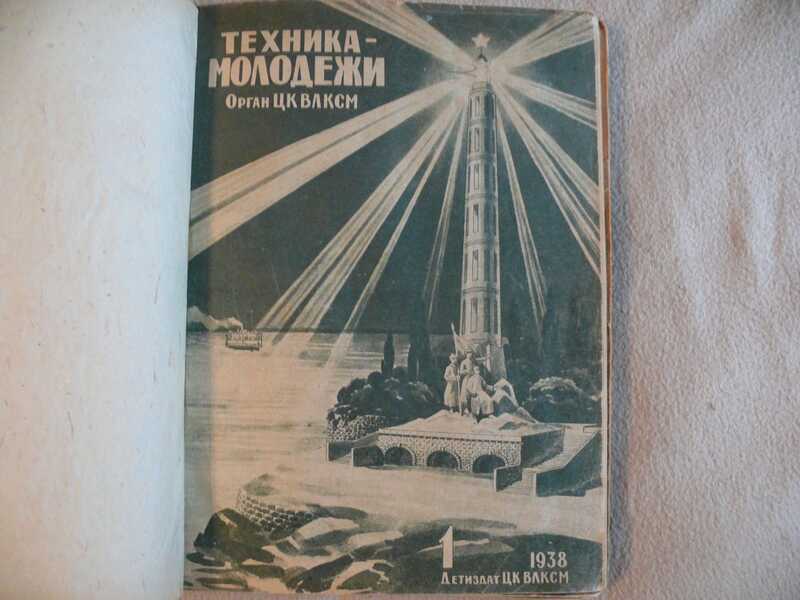 ТЕХНИКА-
МОЛОДЕЖИ
ОРГАН ЦК ВЛКСМ
1
1938
ДЕТИЗДАТ ЦК ВЛКСМ